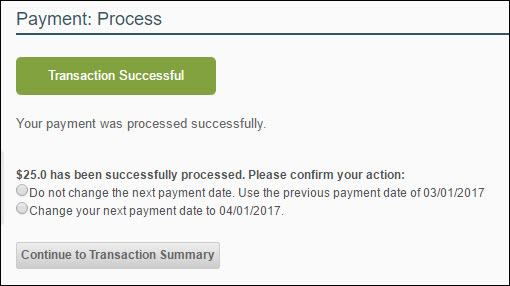 Payment: Process
Transaction Successful
Your payment was processed successfully.
$25.0 has been successfully processed. Please confirm your action:
Do not change the next payment date. Use the previous payment date of 03/01/2017
Change your next payment date to 04/01/2017.
Continue to Transaction Summary